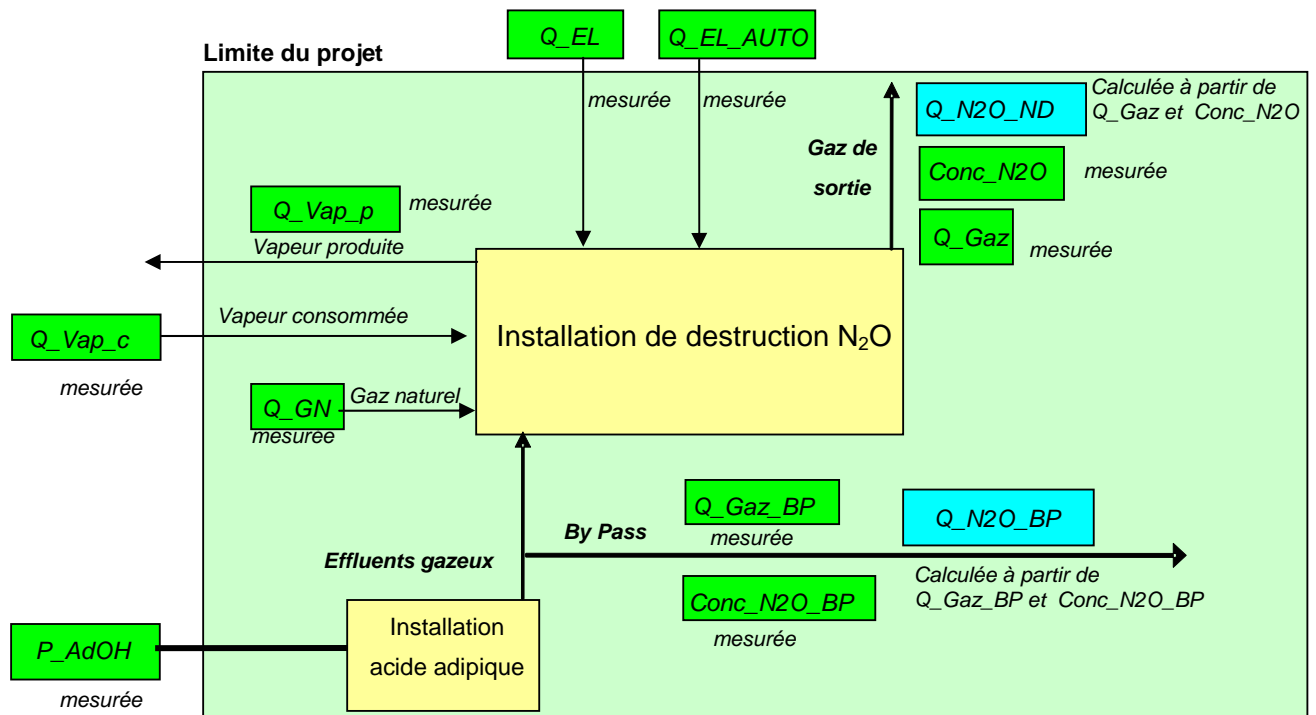 Limite du projet
Q_EL
Q_EL_AUTO
mesurée
mesurée
Q_N2O_ND
Calculée à partir de
Q_Gaz et Conc_N2O
Gaz de
sortie
Conc_N2O
mesurée
Q_Gaz
mesurée
Q_Vap_p
mesurée
Vapeur produite
Vapeur consommée
Q_Vap_c
mesurée
Installation de destruction N₂O
Q_GN
Gaz naturel
mesurée
Effluents gazeux
By Pass
Q_Gaz_BP
mesurée
Q_N2O_BP
Conc_N2O_BP
mesurée
Calculée à partir de
Q_Gaz_BP et Conc_N2O_BP
P_AdOH
mesurée
Installation
acide adipique